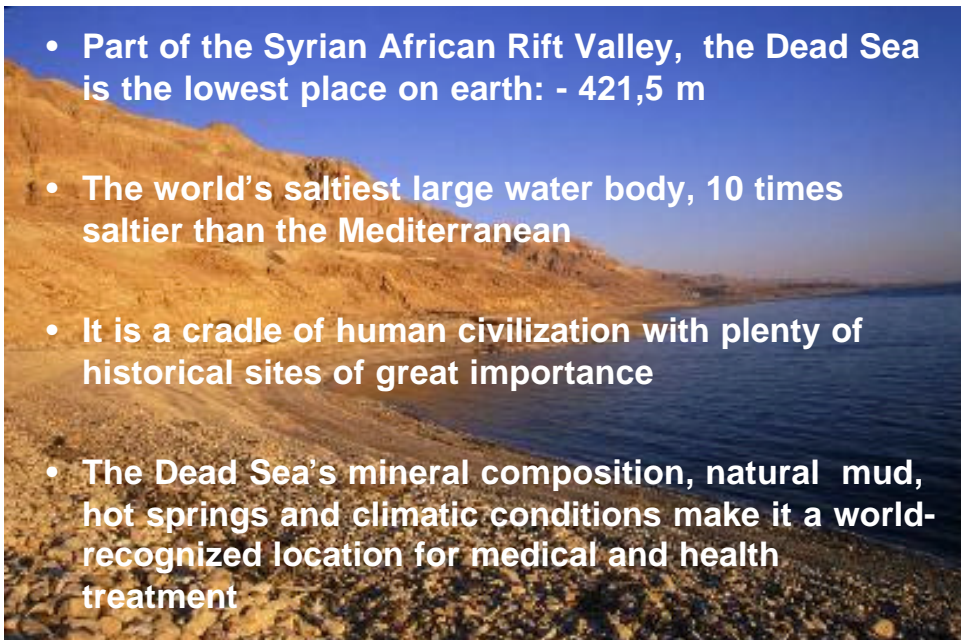 • Part of the Syrian African Rift Valley,  the Dead Sea
is the lowest place on earth: - 421,5 m
• The world’s saltiest large water body, 10 times
saltier than the Mediterranean
• It is a cradle of human civilization with plenty of
historical sites of great importance
• The Dead Sea’s mineral composition, natural  mud,
hot springs and climatic conditions make it a world-
recognized location for medical and health
treatment